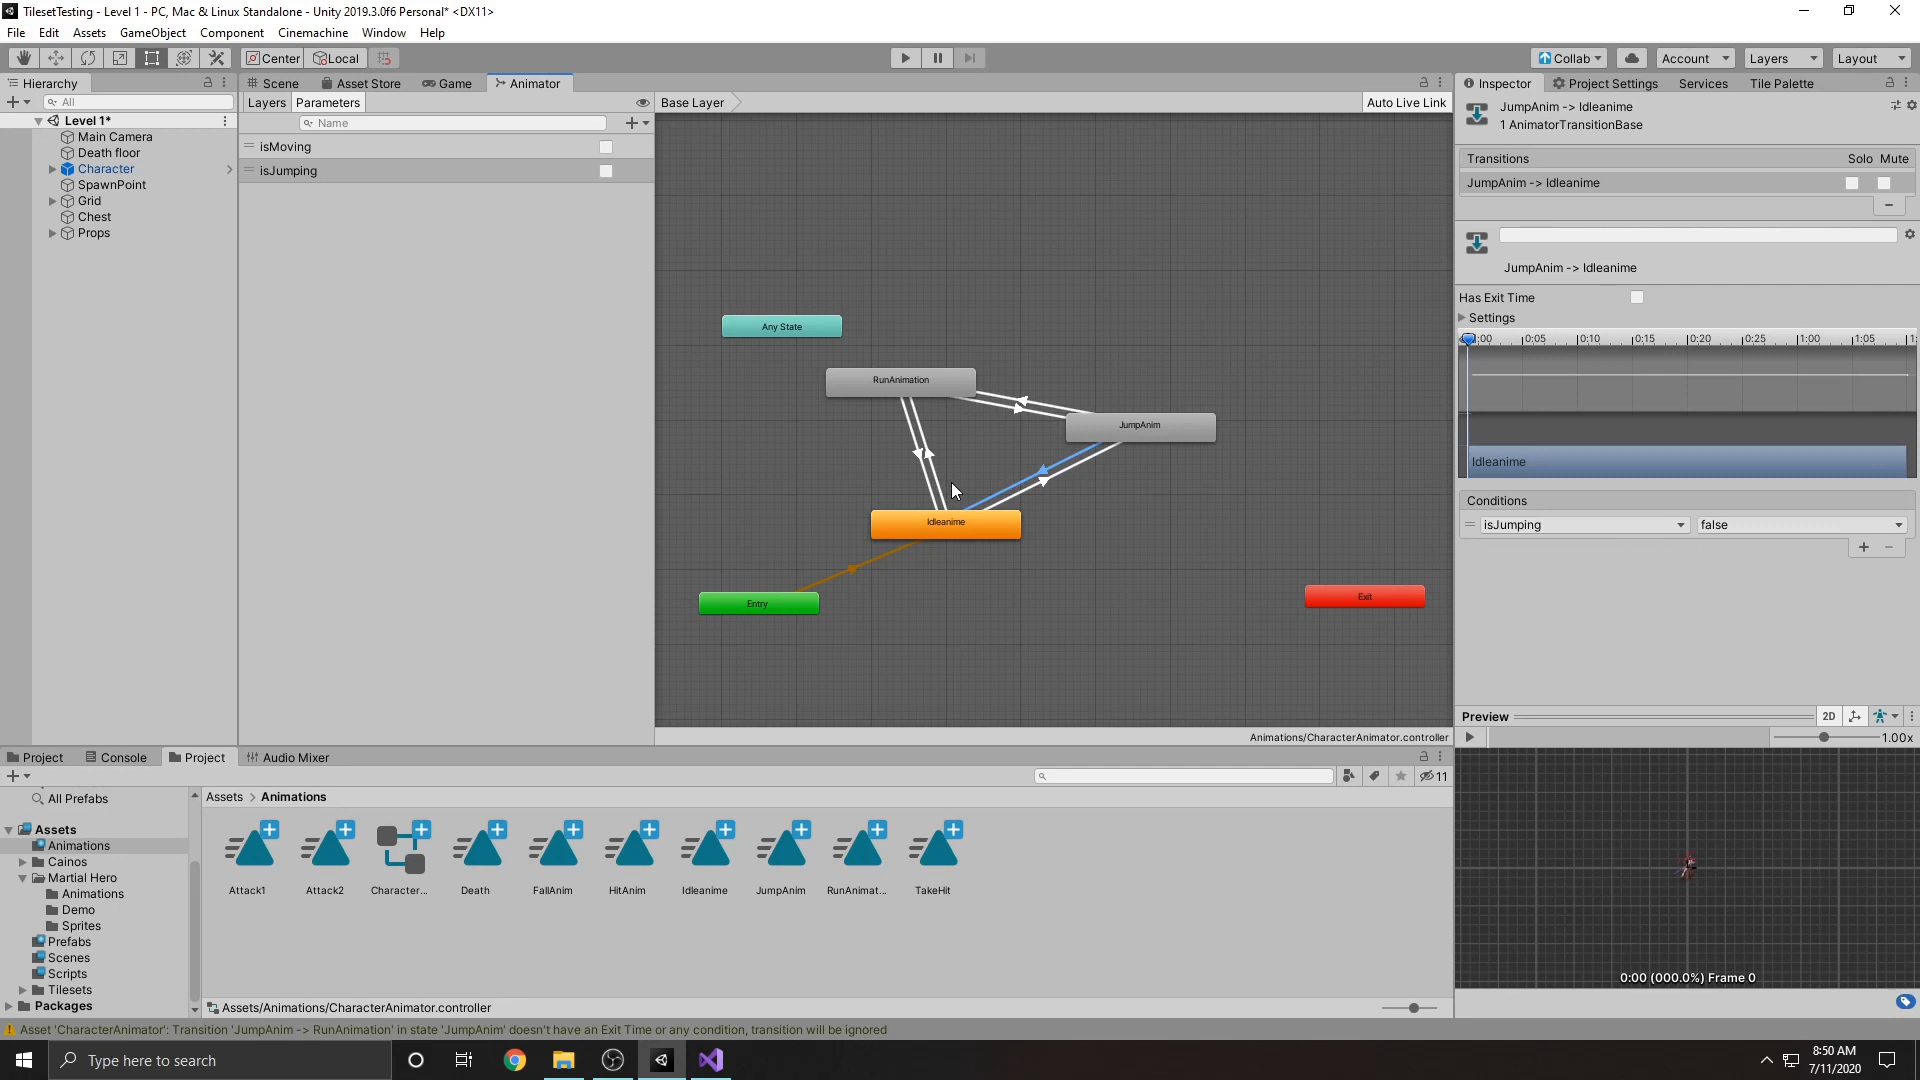 TilesetTesting - Level 1 - PC, Mac & Linux Standalone - Unity 2019.3.0f6 Personal* <DX11>
File Edit Assets GameObject Component Cinemachine Window Help
Center Local Collab Account Layers Layout
Hierarchy
All
Level 1*
Main Camera
Death floor
Character
SpawnPoint
Grid
Chest
Props
Scene Asset Store Game Animator
Layers Parameters
Name
isMoving
isJumping
Base Layer
Auto Live Link
Any State
RunAnimation
JumpAnim
Idleanime
Entry
Exit
Animations/CharacterAnimator.controller
Inspector Project Settings Services Tile Palette
JumpAnim -> Idleanime
1 AnimatorTransitionBase
Transitions Solo Mute
JumpAnim -> Idleanime
JumpAnim -> Idleanime
Has Exit Time
Settings
:00 0:05 0:10 0:15 0:20 0:25 1:00 1:05 1:
Idleanime
Conditions
isJumping false
Preview 2D
1.00x
0:00 (000.0%) Frame 0
Project Console Project Audio Mixer
11
All Prefabs
Assets
Animations
Cainos
Martial Hero
Animations
Demo
Sprites
Prefabs
Scenes
Scripts
Tilesets
Packages
Assets > Animations
Attack1 Attack2 Character... Death FallAnim HitAnim Idleanime JumpAnim RunAnimat... TakeHit
Assets/Animations/CharacterAnimator.controller
Asset 'CharacterAnimator': Transition 'JumpAnim -> RunAnimation' in state 'JumpAnim' doesn't have an Exit Time or any condition, transition will be ignored
Type here to search
8:50 AM
7/11/2020